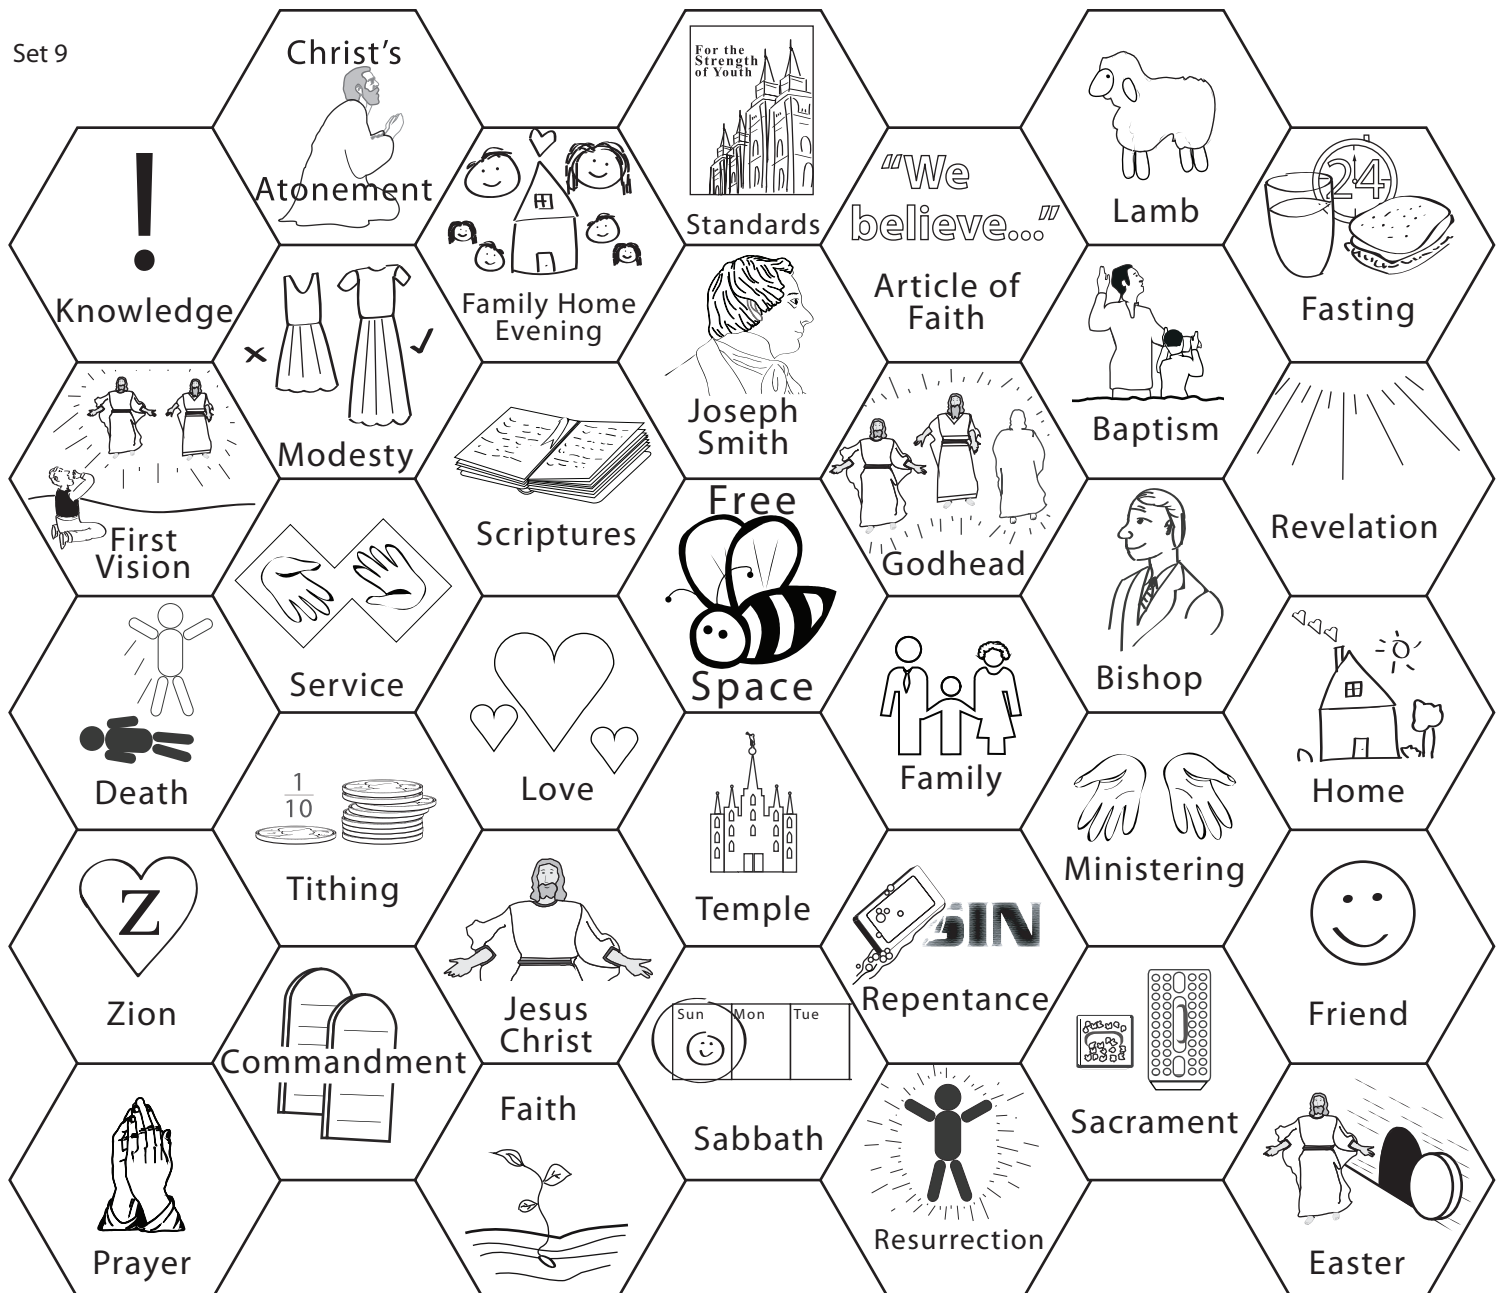 Set 9
Christ's
Atonement
For the
Strength
of Youth
Standards
Lamb
!
Knowledge
Family Home
Evening
"We
believe..."
Article of
Faith
24
Fasting
Modesty
Joseph
Smith
Baptism
First
Vision
Scriptures
Godhead
Revelation
Service
Free
Space
Bishop
Death
Love
Family
Home
1
10
Tithing
Temple
Ministering
Z
Zion
Jesus
Christ
SIN
Repentance
Friend
Commandment
Sun Mon Tue
Sabbath
Sacrament
Prayer
Faith
Resurrection
Easter